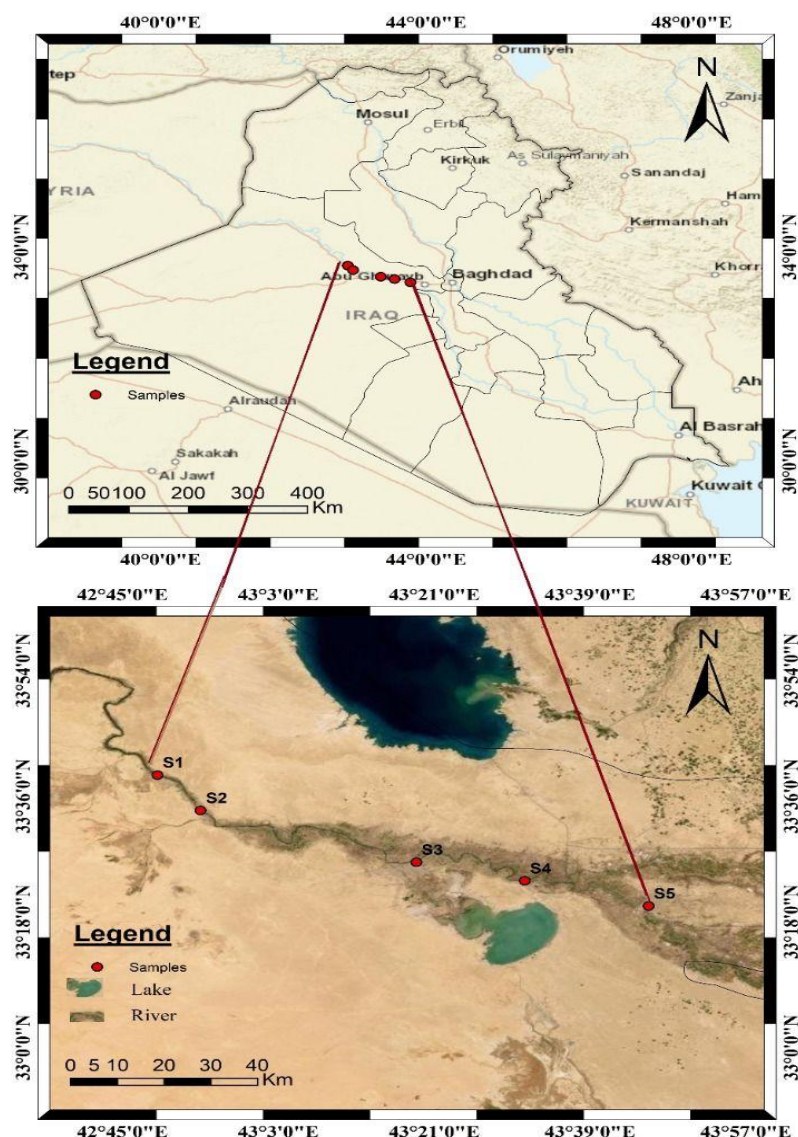 40°0'0"E 44°0'0"E 48°0'0"E
Orumiyeh
tep
N
Zanja
Mosul
Erbil
As Sulaymaniyah
Kirkuk
Sanandaj
YRIA
Ham
Kermanshah
34°0'0"N
34°0'0"N
Khorra
Baghdad
IRAQ
Legend
Samples
Alraudah
Ah
Al Basrah
Sakakah
Al Jawf
30°0'0"N
30°0'0"N
Kuwait C
KUWAIT
0 50 100 200 300 400
Km
40°0'0"E 44°0'0"E 48°0'0"E
42°45'0"E 43°3'0"E 43°21'0"E 43°39'0"E 43°57'0"E
N
33°54'0"N
33°54'0"N
S1
33°36'0"N
S2
33°36'0"N
S3
S4
S5
33°18'0"N
33°18'0"N
Legend
Samples
Lake
River
33°0'0"N
33°0'0"N
0 5 10 20 30 40
Km
42°45'0"E 43°3'0"E 43°21'0"E 43°39'0"E 43°57'0"E